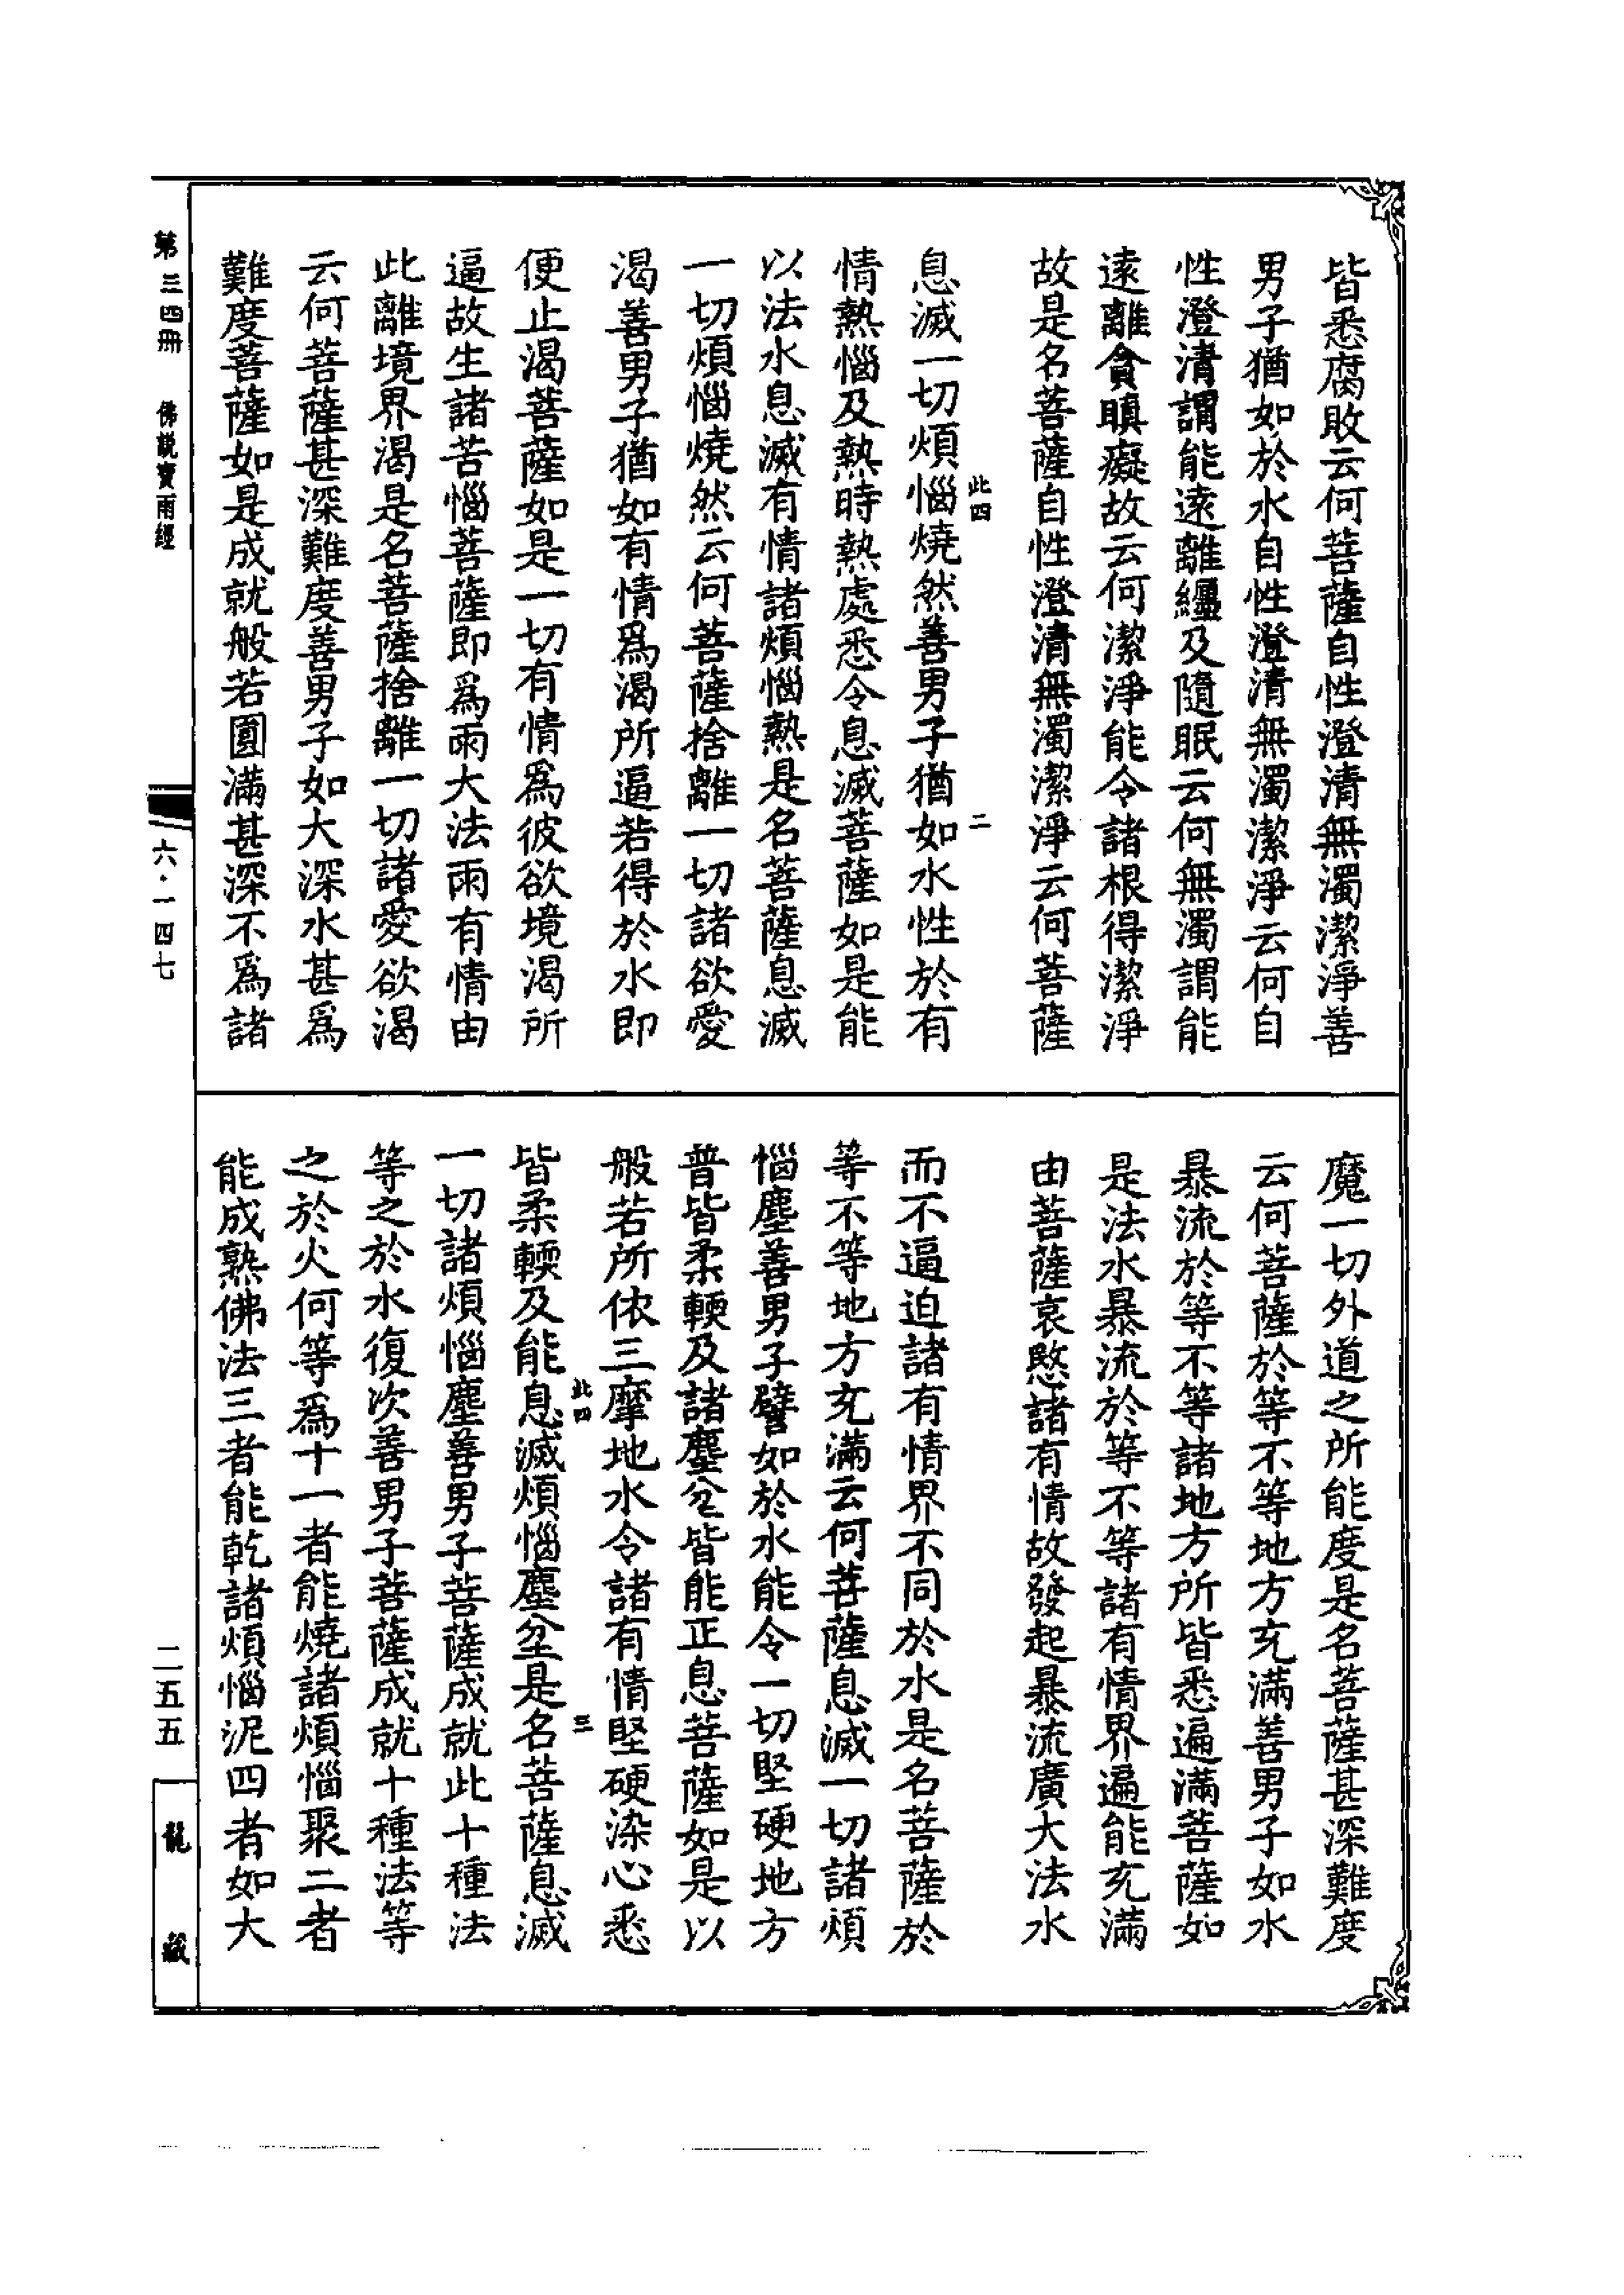 皆悉腐敗云何菩薩自性澄清無濁潔淨善
男子猶如於水自性澄清無濁潔淨云何自
性澄清謂能遠離纏及隨眠云何無濁謂能
遠離貪瞋癡故云何潔淨能令諸根得潔淨
故是名菩薩自性澄清無濁潔淨云何菩薩
此四 二
息滅一切煩惱燒然善男子猶如水性於有
情熱惱及熱時熱處悉令息滅菩薩如是能
以法水息滅有情諸煩惱熱是名菩薩息滅
一切煩惱燒然云何菩薩捨離一切諸欲愛
渴善男子猶如有情爲渴所逼若得於水即
便止渴菩薩如是一切有情爲彼欲境渴所
逼故生諸苦惱菩薩即爲雨大法雨有情由
此離境界渴是名菩薩捨離一切諸愛欲渴
云何菩薩甚深難度善男子如大深水甚爲
難度菩薩如是成就般若圓滿甚深不爲諸
魔一切外道之所能度是名菩薩甚深難度
云何菩薩於等不等地方充滿善男子如水
暴流於等不等諸地方所皆悉遍滿菩薩如
是法水暴流於等不等諸有情界遍能充滿
由菩薩哀愍諸有情故發起暴流廣大法水
而不逼迫諸有情界不同於水是名菩薩於
等不等地方充滿云何菩薩息滅一切諸煩
惱塵善男子譬如於水能令一切堅硬地方
普皆柔輭及諸塵坌皆能正息菩薩如是以
般若所依三摩地水令諸有情堅硬染心悉
此四 三
皆柔輭及能息滅煩惱塵坌是名菩薩息滅
一切諸煩惱塵善男子菩薩成就此十種法
等之於水復次善男子菩薩成就十種法等
之於火何等爲十一者能燒諸煩惱聚二者
能成熟佛法三者能乾諸煩惱泥四者如大
第三四冊 佛說寶雨經
六·一四七
二五五
龍藏